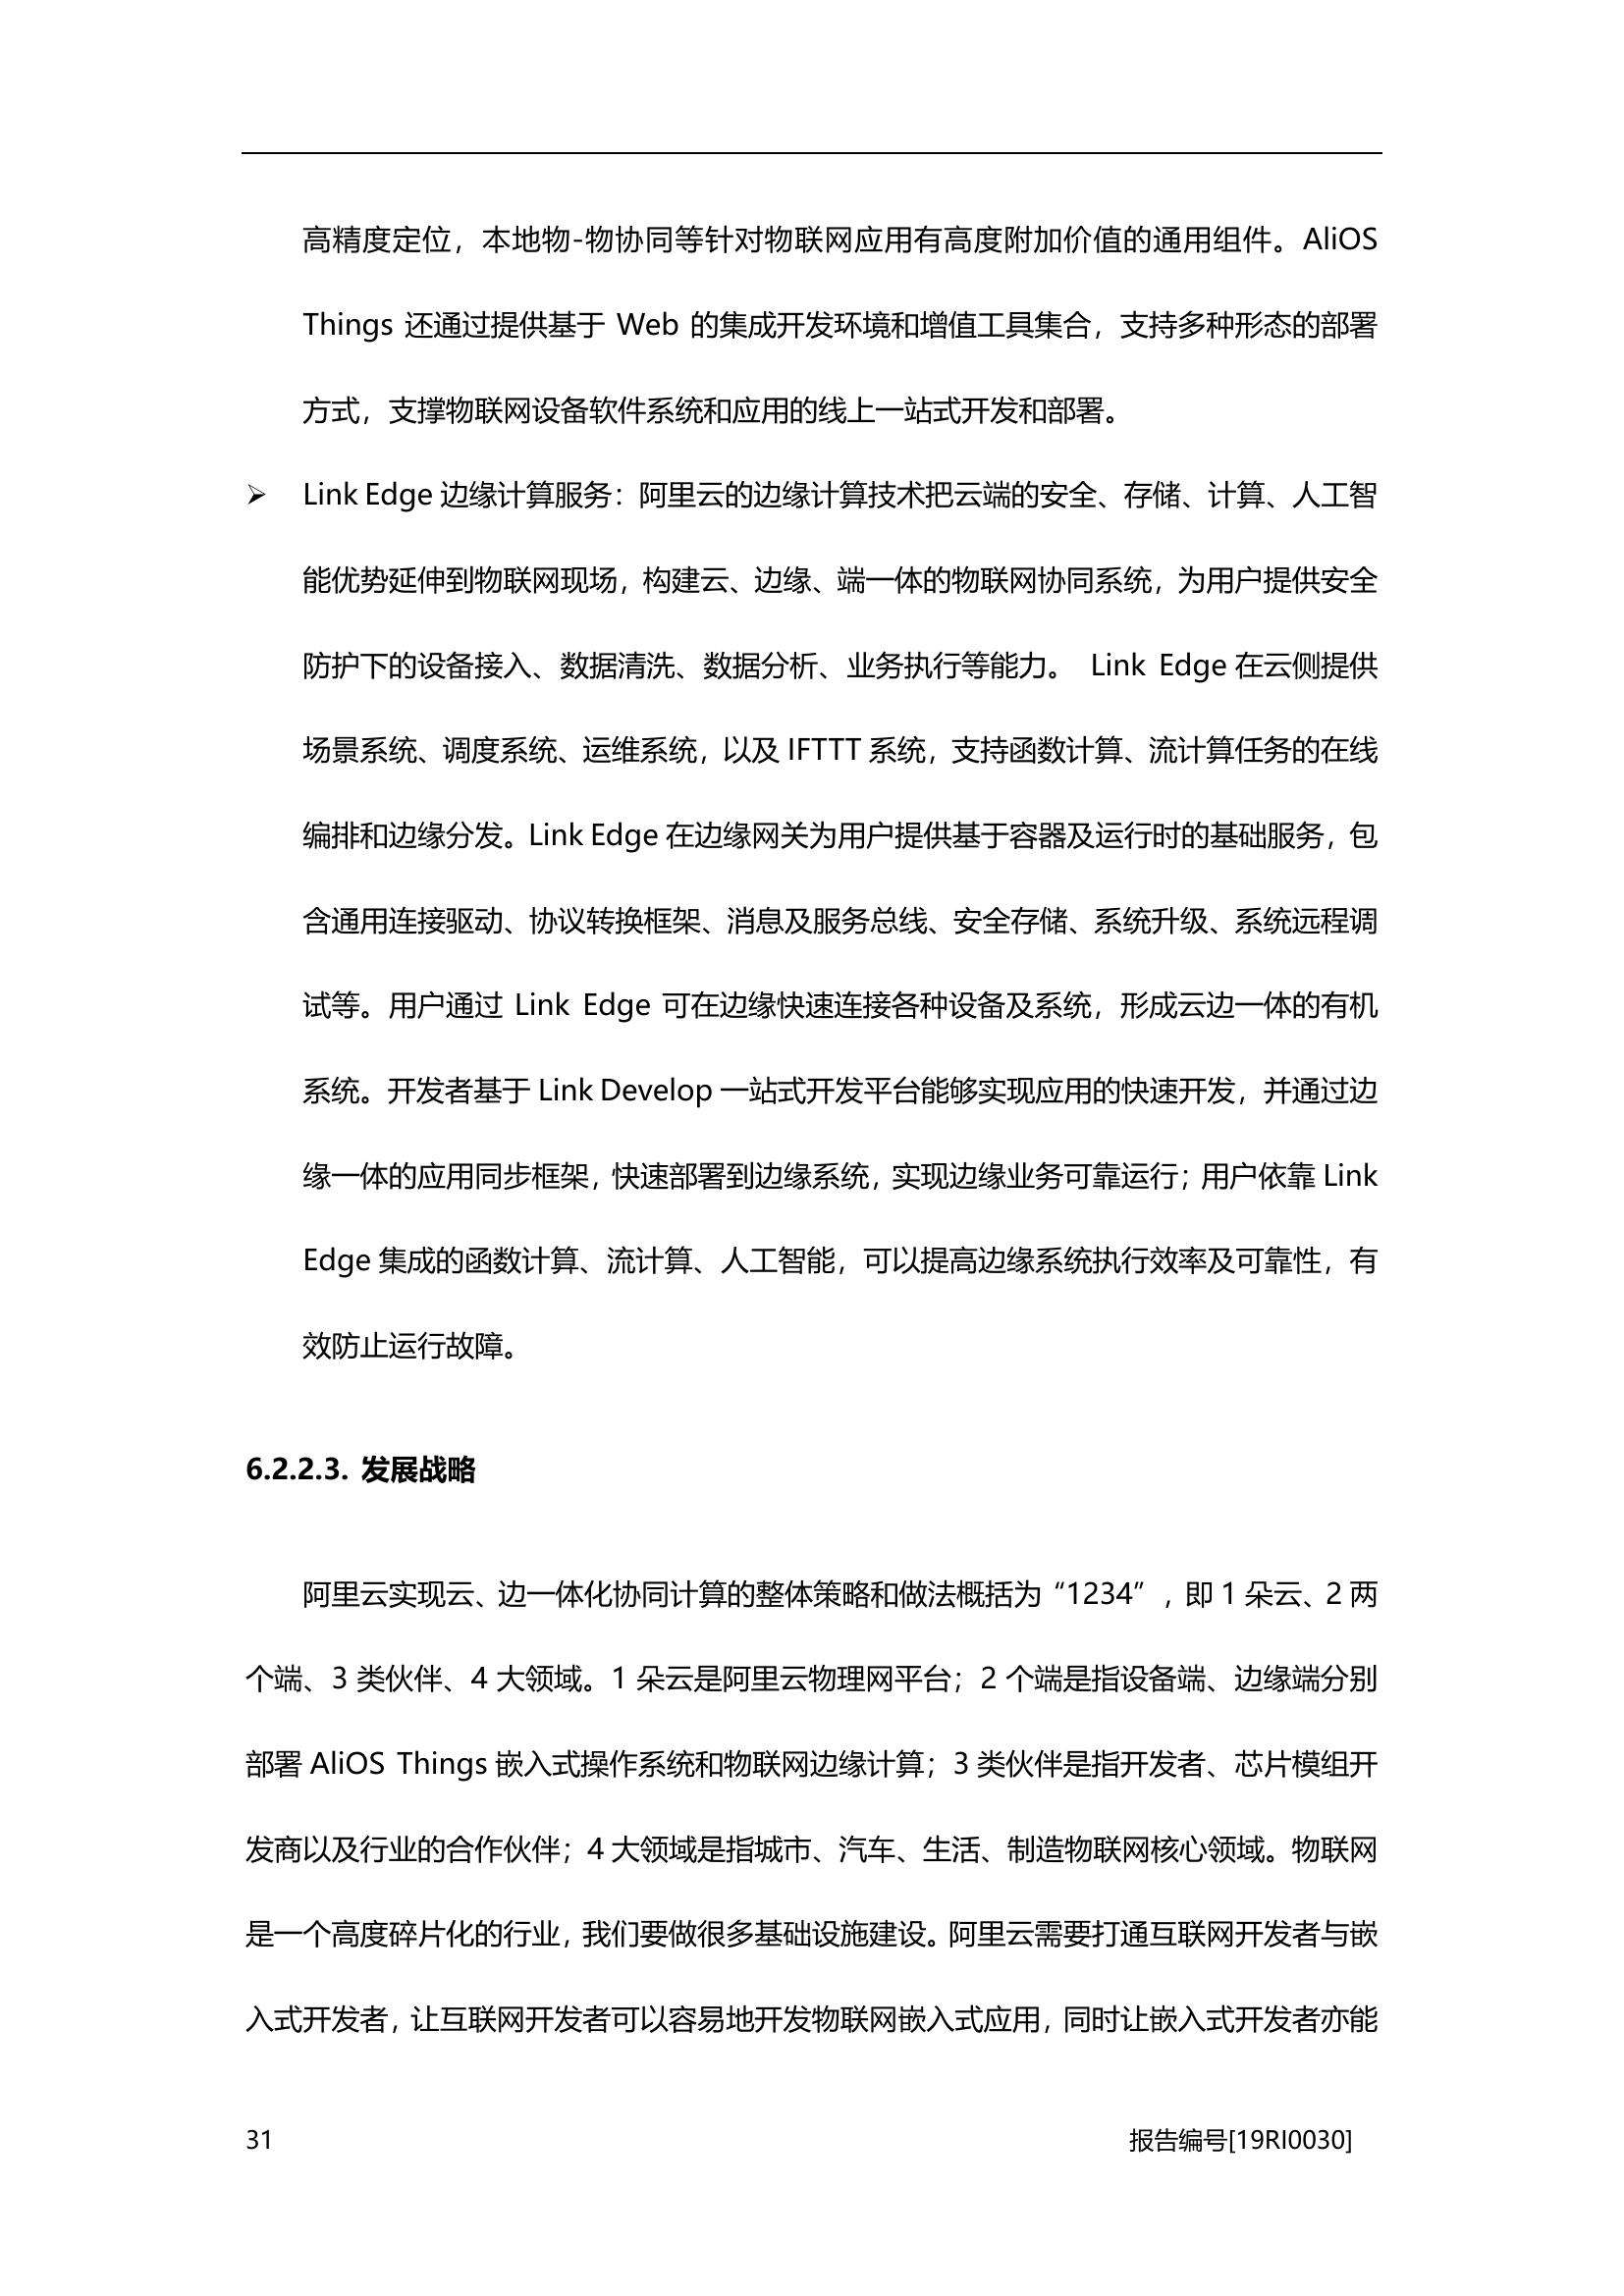 高精度定位，本地物-物协同等针对物联网应用有高度附加价值的通用组件。AliOS
Things 还通过提供基于 Web 的集成开发环境和增值工具集合，支持多种形态的部署
方式，支撑物联网设备软件系统和应用的线上一站式开发和部署。
➢ Link Edge 边缘计算服务：阿里云的边缘计算技术把云端的安全、存储、计算、人工智
能优势延伸到物联网现场，构建云、边缘、端一体的物联网协同系统，为用户提供安全
防护下的设备接入、数据清洗、数据分析、业务执行等能力。 Link Edge 在云侧提供
场景系统、调度系统、运维系统，以及 IFTTT 系统，支持函数计算、流计算任务的在线
编排和边缘分发。Link Edge 在边缘网关为用户提供基于容器及运行时的基础服务，包
含通用连接驱动、协议转换框架、消息及服务总线、安全存储、系统升级、系统远程调
试等。用户通过 Link Edge 可在边缘快速连接各种设备及系统，形成云边一体的有机
系统。开发者基于 Link Develop 一站式开发平台能够实现应用的快速开发，并通过边
缘一体的应用同步框架，快速部署到边缘系统，实现边缘业务可靠运行；用户依靠 Link
Edge 集成的函数计算、流计算、人工智能，可以提高边缘系统执行效率及可靠性，有
效防止运行故障。
6.2.2.3. 发展战略
阿里云实现云、边一体化协同计算的整体策略和做法概括为“1234”，即 1 朵云、2 两
个端、3 类伙伴、4 大领域。1 朵云是阿里云物理网平台；2 个端是指设备端、边缘端分别
部署 AliOS Things 嵌入式操作系统和物联网边缘计算；3 类伙伴是指开发者、芯片模组开
发商以及行业的合作伙伴；4 大领域是指城市、汽车、生活、制造物联网核心领域。物联网
是一个高度碎片化的行业，我们要做很多基础设施建设。阿里云需要打通互联网开发者与嵌
入式开发者，让互联网开发者可以容易地开发物联网嵌入式应用，同时让嵌入式开发者亦能
31 报告编号[19RI0030]